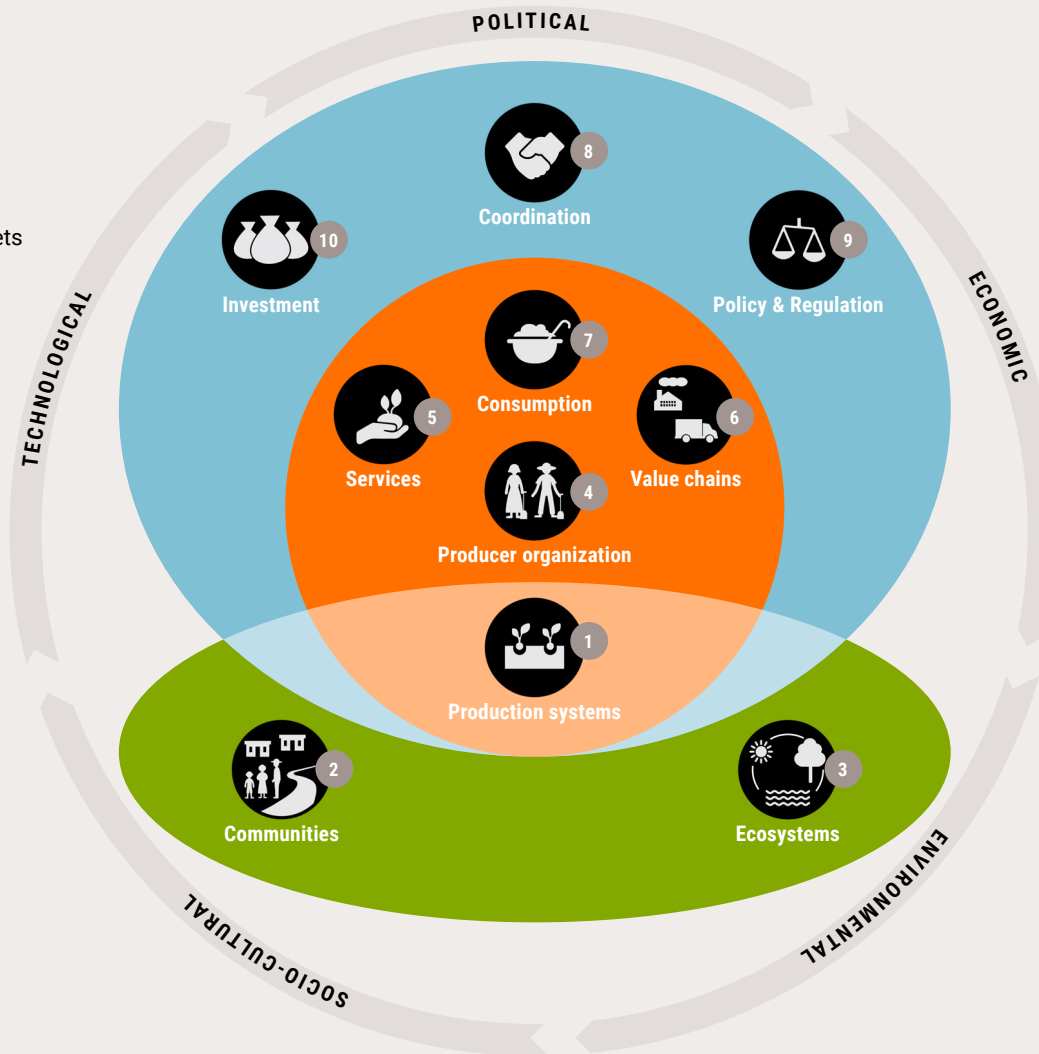 POLITICAL
8
Coordination
ets
10
Investment
9
Policy & Regulation
TECHNOLOGICAL
ECONOMIC
7
Consumption
5
Services
6
Value chains
4
Producer organization
1
Production systems
2
Communities
3
Ecosystems
SOCIO-CULTURAL
ENVIRONMENTAL